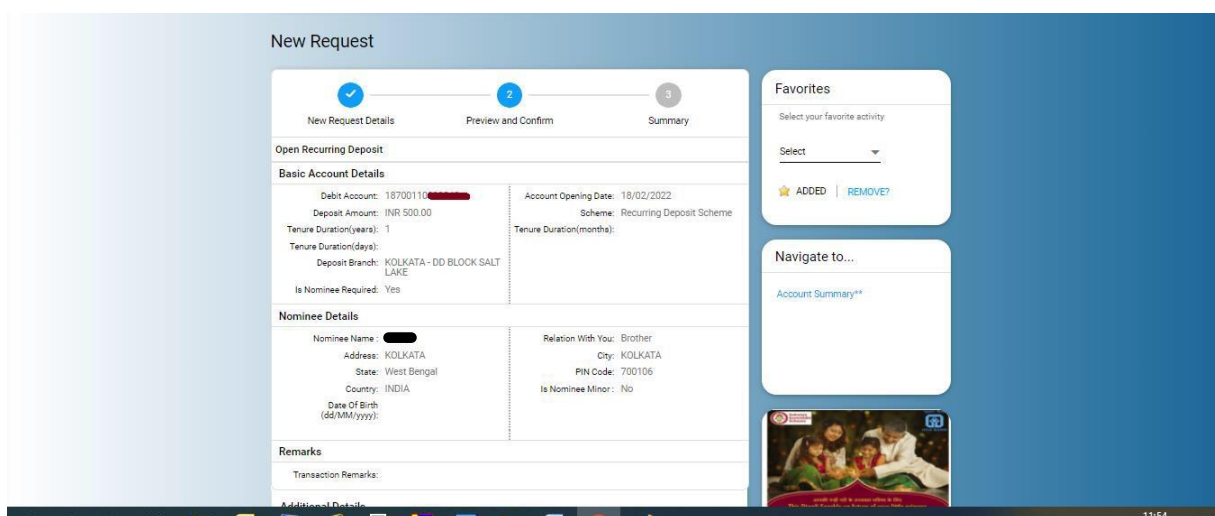 New Request
2
3
New Request Details
Preview and Confirm
Summary
Open Recurring Deposit
Basic Account Details
Debit Account: 18700110
Account Opening Date: 18/02/2022
Deposit Amount: INR 500.00
Scheme: Recurring Deposit Scheme
Tenure Duration(years): 1
Tenure Duration(months):
Tenure Duration(days):
Deposit Branch: KOLKATA - DD BLOCK SALT
LAKE
Is Nominee Required: Yes
Nominee Details
Nominee Name :
Relation With You: Brother
Address: KOLKATA
City: KOLKATA
State: West Bengal
PIN Code: 700106
Country: INDIA
Is Nominee Minor : No
Date Of Birth
(dd/MM/yyyy):
Remarks
Transaction Remarks:
Additional Details
Favorites
Select your favorite activity
Select
ADDED | REMOVE?
Navigate to...
Account Summary**
11:54